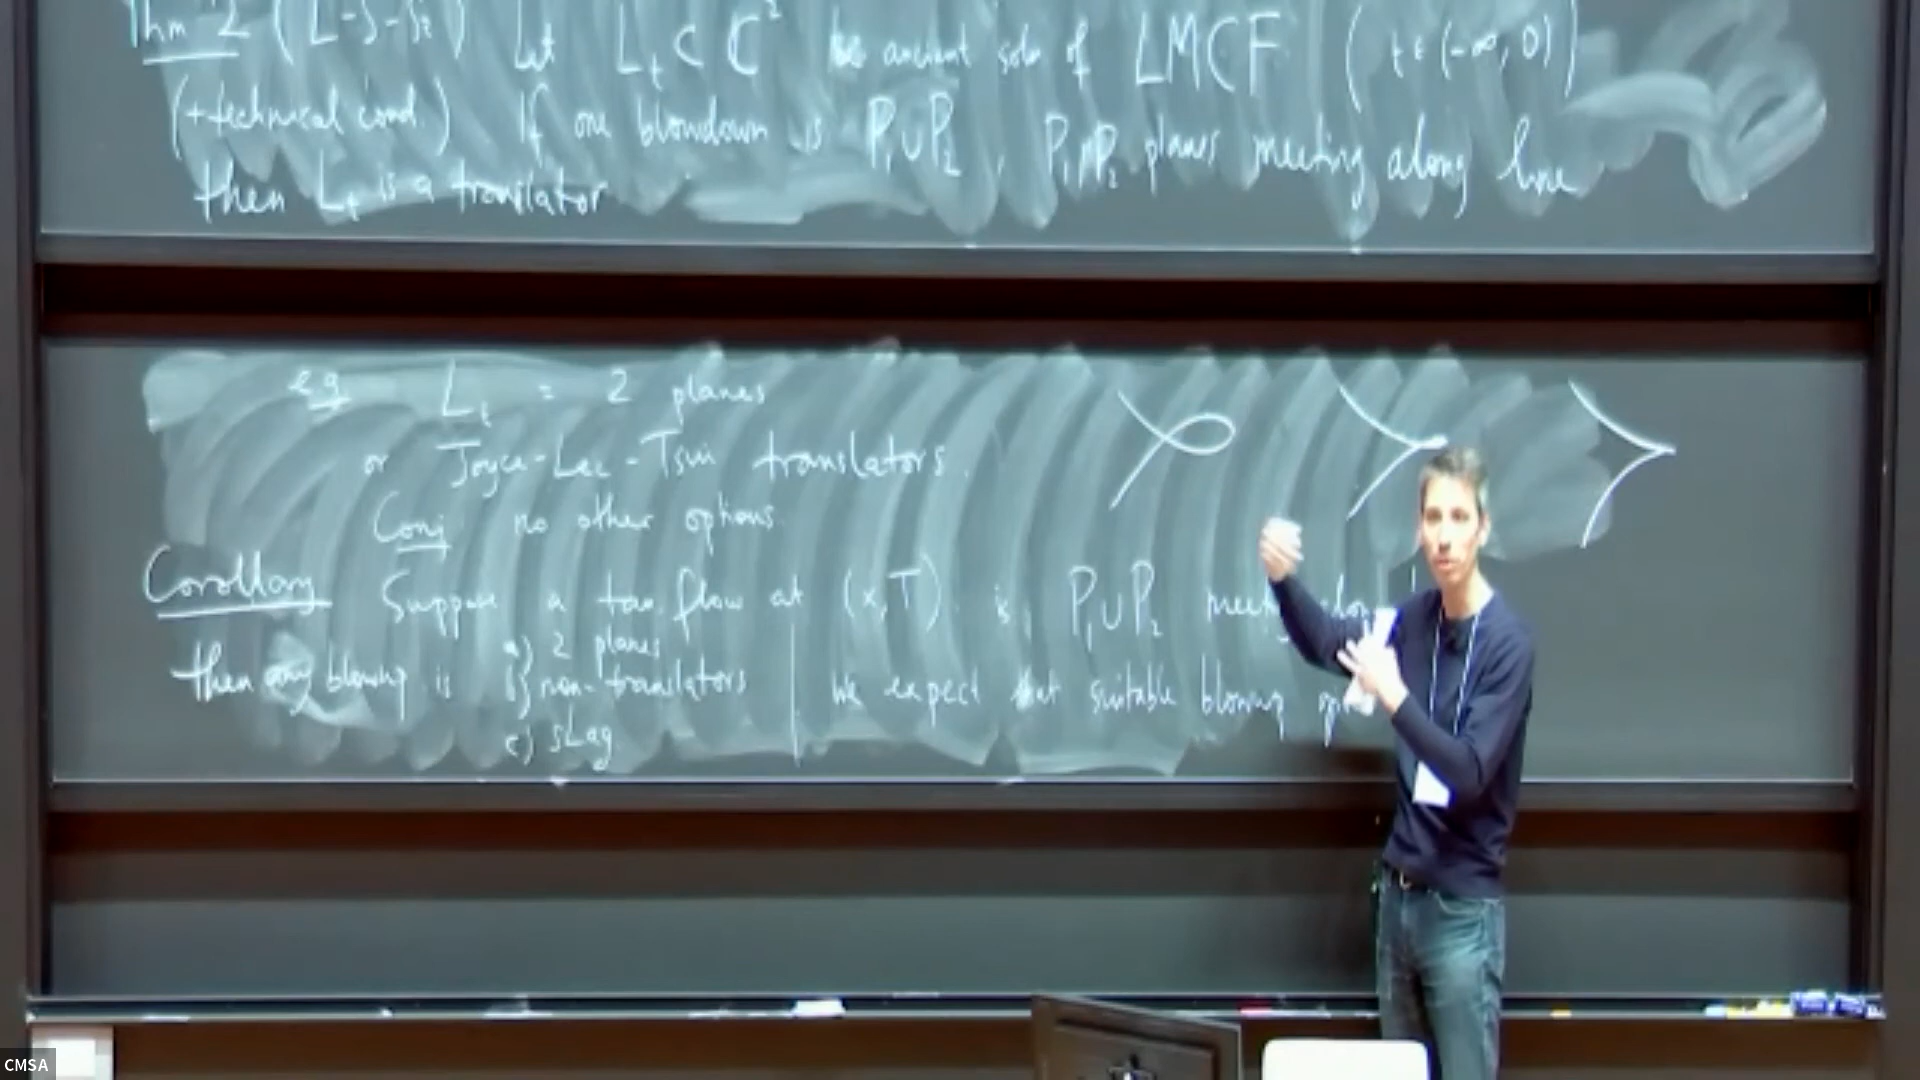 Thm 2 (L-S-Sz) Let L_t ⊂ ℂ² be ancient soln of LMCF (t ∈ (-∞, 0))
(+technical cond.) If one blowdown is P₁∪P₂, P₁,P₂ planes meeting along line
then L_t is a translator
e.g. L_t = 2 planes
or Joyce-Lee-Tsui translators.
Conj no other options.
Corollary Suppose a tan. flow at (x,T) is P₁∪P₂ meeting along
then any blowup is a) 2 planes
b) non-translators
c) sLag
We expect that suitable blowup
CMSA